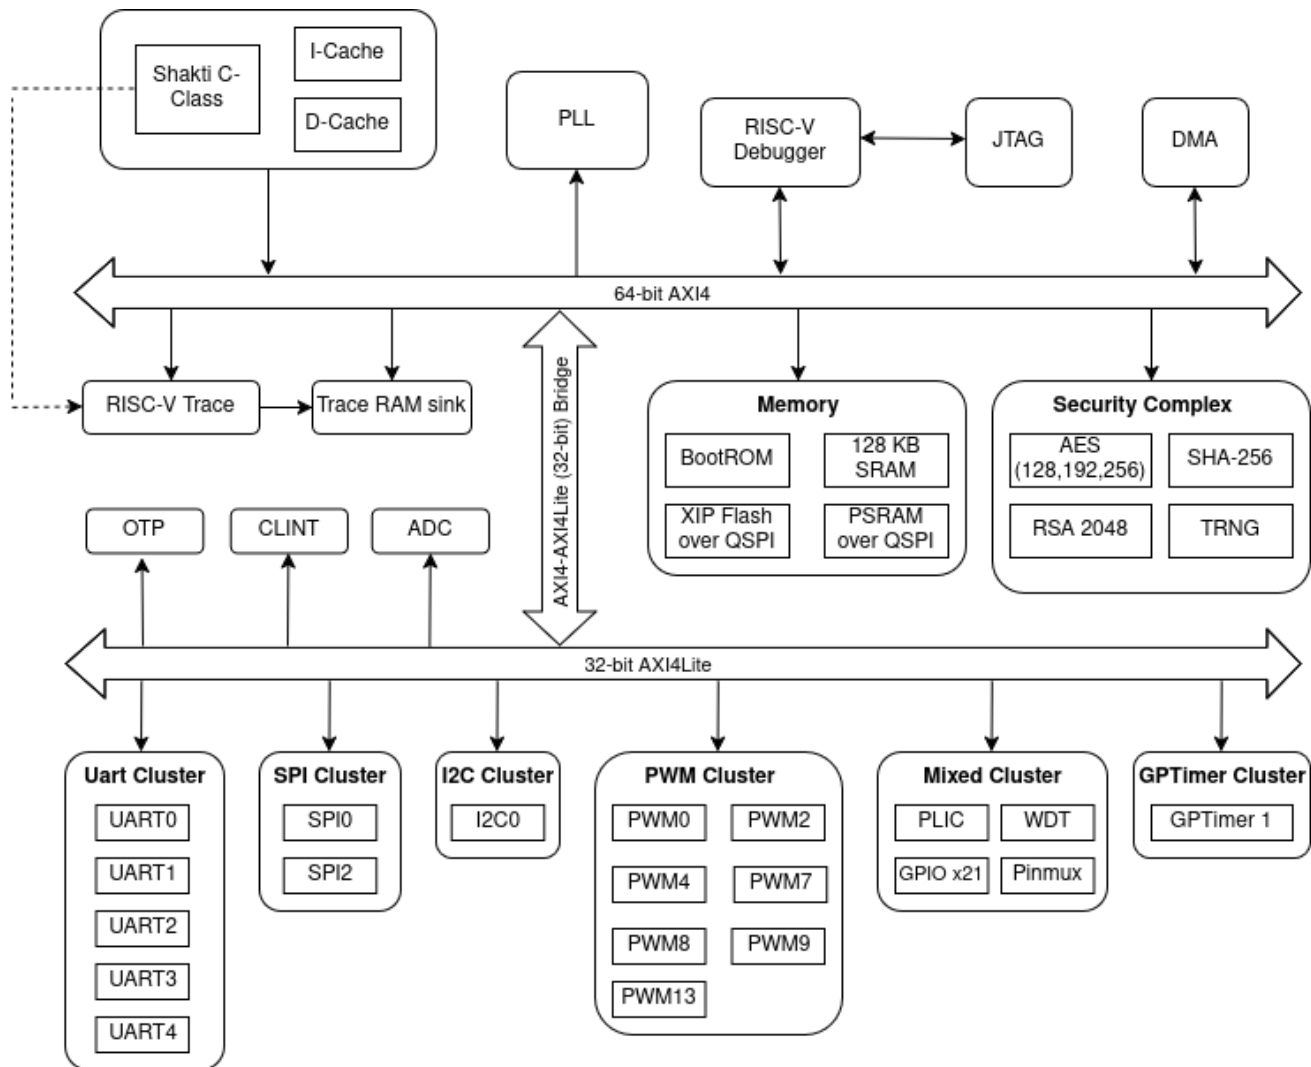 Shakti C-
Class
I-Cache
D-Cache
PLL
RISC-V
Debugger
JTAG
DMA
64-bit AXI4
RISC-V Trace
Trace RAM sink
AXI4-AXI4Lite (32-bit) Bridge
Memory
BootROM
128 KB
SRAM
XIP Flash
over QSPI
PSRAM
over QSPI
Security Complex
AES
(128,192,256)
SHA-256
RSA 2048
TRNG
OTP
CLINT
ADC
32-bit AXI4Lite
Uart Cluster
UART0
UART1
UART2
UART3
UART4
SPI Cluster
SPI0
SPI2
I2C Cluster
I2C0
PWM Cluster
PWM0
PWM2
PWM4
PWM7
PWM8
PWM9
PWM13
Mixed Cluster
PLIC
WDT
GPIO x21
Pinmux
GPTimer Cluster
GPTimer 1